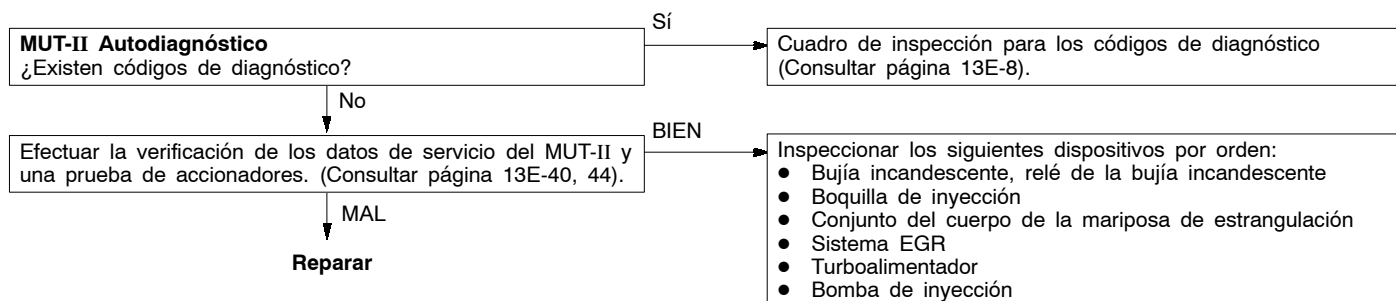 MUT-II Autodiagnóstico
¿Existen códigos de diagnóstico?
Sí
Cuadro de inspección para los códigos de diagnóstico
(Consultar página 13E-8).
No
Efectuar la verificación de los datos de servicio del MUT-II y
una prueba de accionadores. (Consultar página 13E-40, 44).
BIEN
Inspeccionar los siguientes dispositivos por orden:
● Bujía incandescente, relé de la bujía incandescente
● Boquilla de inyección
● Conjunto del cuerpo de la mariposa de estrangulación
● Sistema EGR
● Turboalimentador
● Bomba de inyección
MAL
Reparar